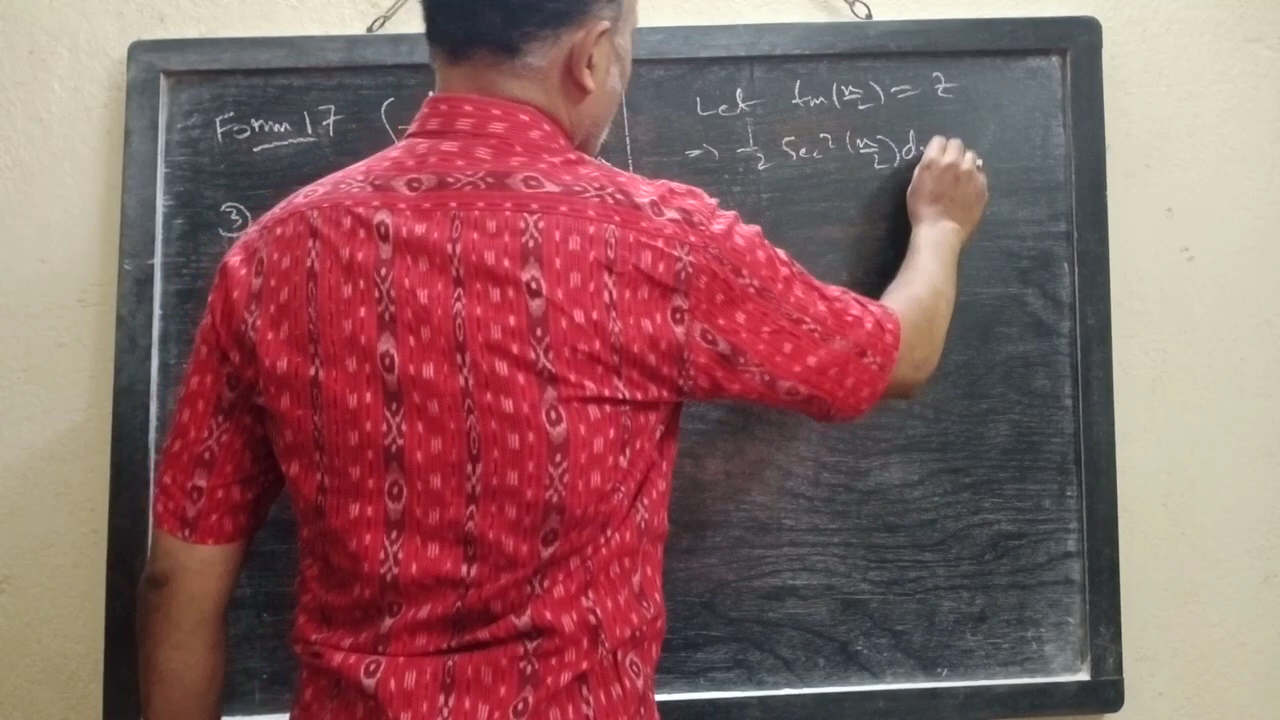 Form 17 (
③
Let tan(x/2) = z
⇒ 1/2 Sec²(x/2)d